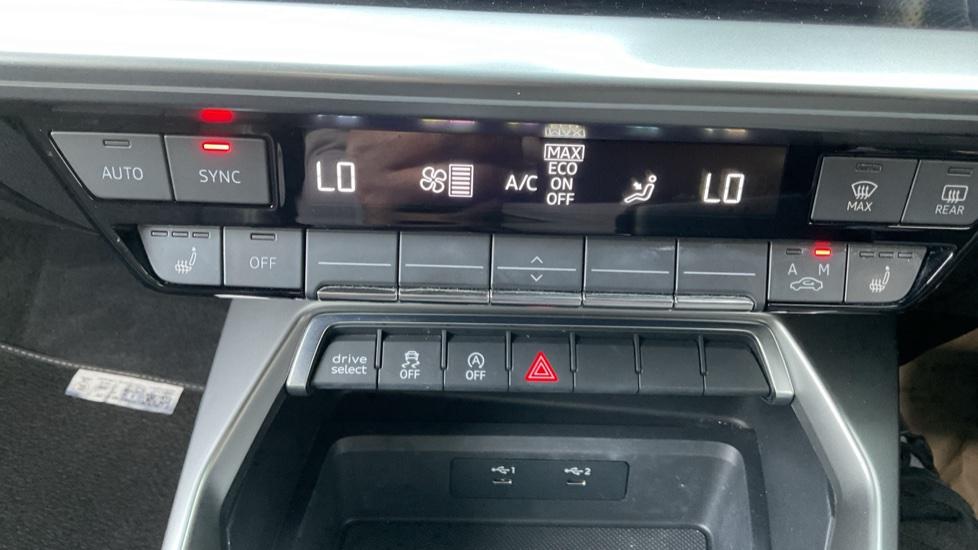 AUTO
SYNC
LO
A/C
MAX
ECO
ON
OFF
LO
MAX
REAR
OFF
A M
drive
select
OFF
A
OFF
1
2